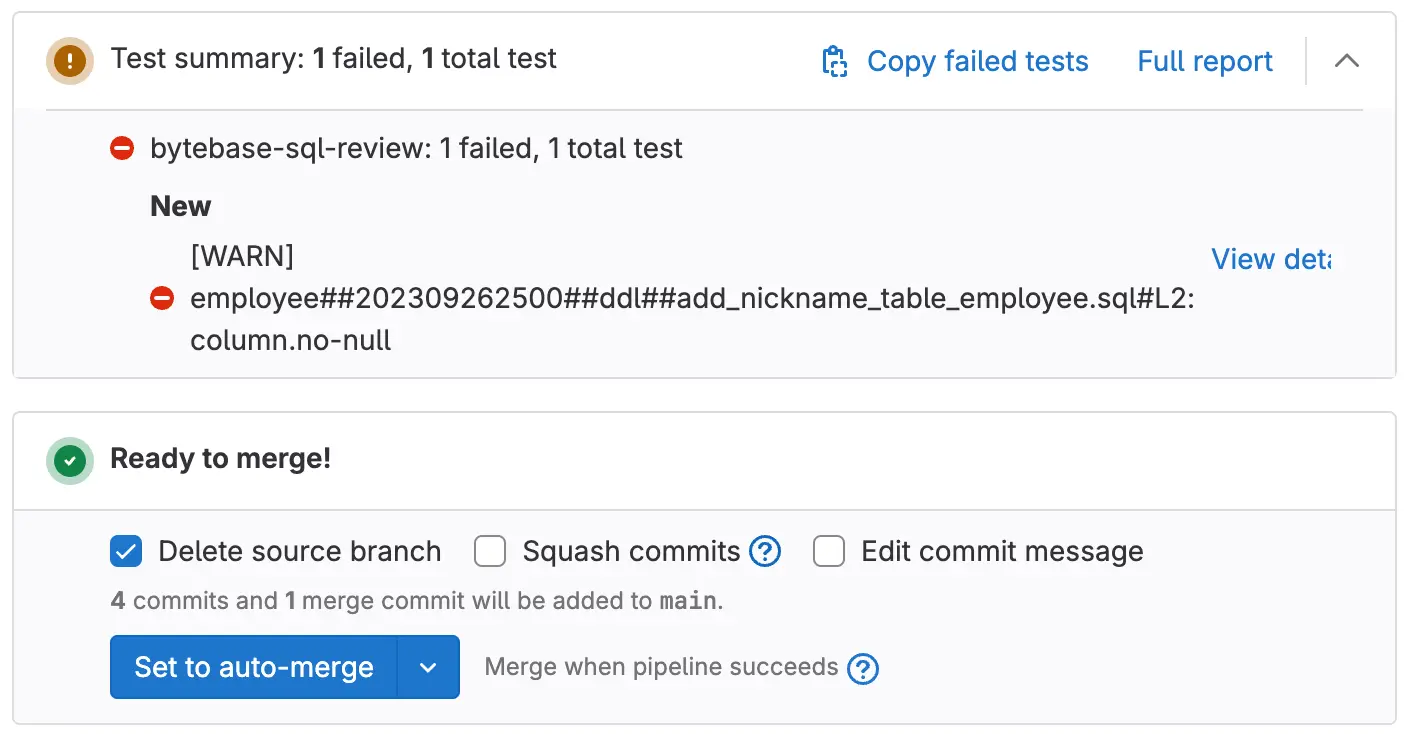 Test summary: 1 failed, 1 total test
Copy failed tests
Full report
bytebase-sql-review: 1 failed, 1 total test
New
[WARN]
View deta
employee##202309262500##ddl##add_nickname_table_employee.sql#L2:
column.no-null
Ready to merge!
Delete source branch
Squash commits
Edit commit message
4 commits and 1 merge commit will be added to main.
Set to auto-merge
Merge when pipeline succeeds